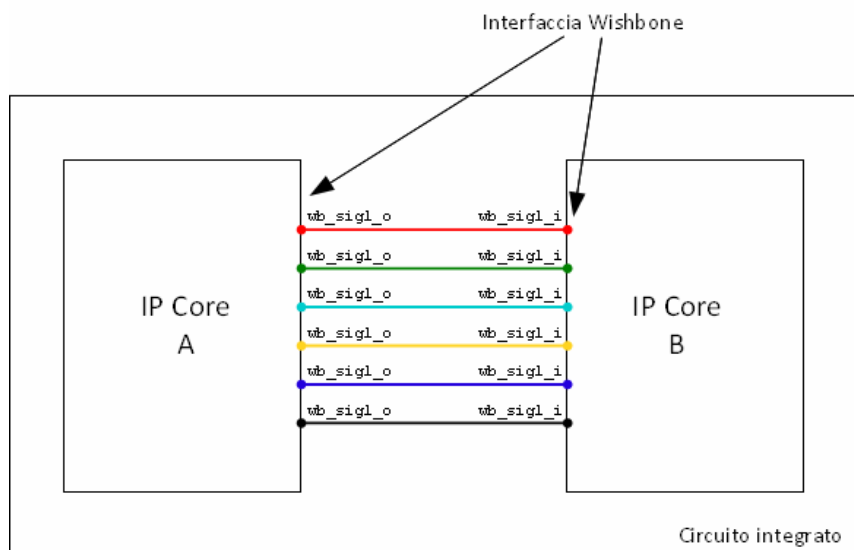 Interfaccia Wishbone
wb_sigl_o wb_sigl_i
wb_sigl_o wb_sigl_i
wb_sigl_o wb_sigl_i
wb_sigl_o wb_sigl_i
wb_sigl_o wb_sigl_i
wb_sigl_o wb_sigl_i
IP Core
A
IP Core
B
Circuito integrato